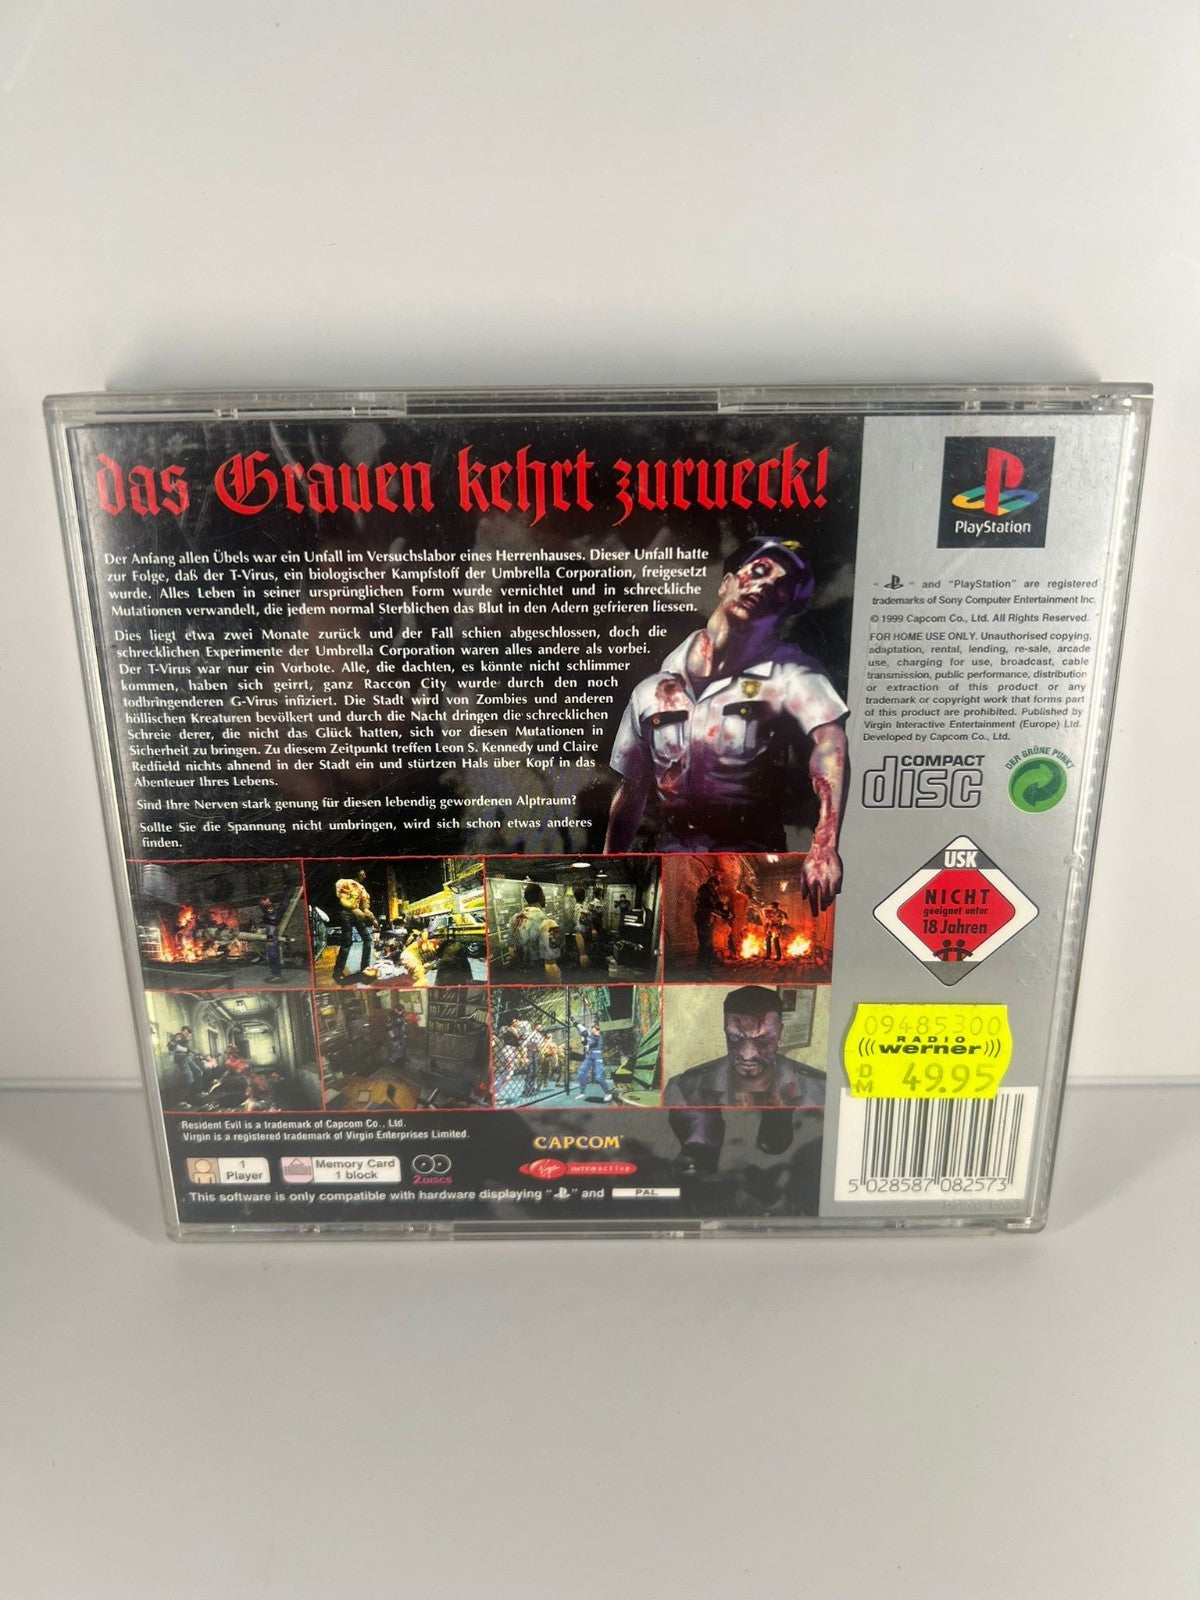 das Grauen kehrt zurueck!
Der Anfang allen Übels war ein Unfall im Versuchslabor eines Herrenhauses. Dieser Unfall hatte
zur Folge, daß der T-Virus, ein biologischer Kampfstoff der Umbrella Corporation, freigesetzt
wurde. Alles Leben in seiner ursprünglichen Form wurde vernichtet und in schreckliche
Mutationen verwandelt, die jedem normal Sterblichen das Blut in den Adern gefrieren liessen.
Dies liegt etwa zwei Monate zurück und der Fall schien abgeschlossen, doch die
schrecklichen Experimente der Umbrella Corporation waren alles andere als vorbei.
Der T-Virus war nur ein Vorbote. Alle, die dachten, es könnte nicht schlimmer
kommen, haben sich geirrt, ganz Raccon City wurde durch den noch
todbringenderen G-Virus infiziert. Die Stadt wird von Zombies und anderen
höllischen Kreaturen bevölkert und durch die Nacht dringen die schrecklichen
Schreie derer, die nicht das Glück hatten, sich vor diesen Mutationen in
Sicherheit zu bringen. Zu diesem Zeitpunkt treffen Leon S. Kennedy und Claire
Redfield nichts ahnend in der Stadt ein und stürtzen Hals über Kopf in das
Abenteuer Ihres Lebens.
Sind Ihre Nerven stark genung für diesen lebendig gewordenen Alptraum?
Sollte Sie die Spannung nicht umbringen, wird sich schon etwas anderes
finden.
Resident Evil is a trademark of Capcom Co., Ltd.
Virgin is a registered trademark of Virgin Enterprises Limited.
CAPCOM
Virgin INTERACTIVE
1
Player
Memory Card
1 block
2 DISCS
This software is only compatible with hardware displaying " " and PAL
PlayStation
" " and "PlayStation" are registered
trademarks of Sony Computer Entertainment Inc.
© 1999 Capcom Co., Ltd. All Rights Reserved.
FOR HOME USE ONLY. Unauthorised copying,
adaptation, rental, lending, re-sale, arcade
use, charging for use, broadcast, cable
transmission, public performance, distribution
or extraction of this product or any
trademark or copyright work that forms part
of this product are prohibited. Published by
Virgin Interactive Entertainment (Europe) Ltd.
Developed by Capcom Co., Ltd.
COMPACT
disc
DER GRÜNE PUNKT
USK
NICHT
geeignet unter
18 Jahren
09485300
RADIO
(((werner)))
DM 49.95
5 028587 082573